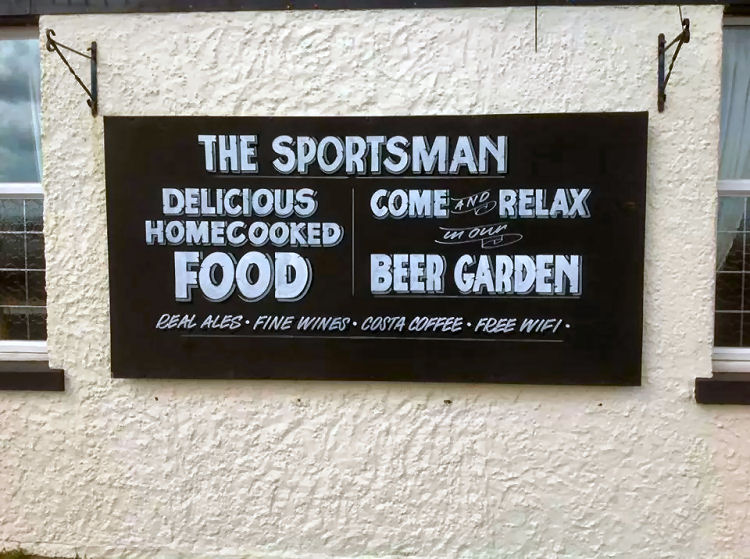 THE SPORTSMAN
DELICIOUS
HOMECOOKED
FOOD
COME AND RELAX
in our
BEER GARDEN
REAL ALES · FINE WINES · COSTA COFFEE · FREE WIFI ·